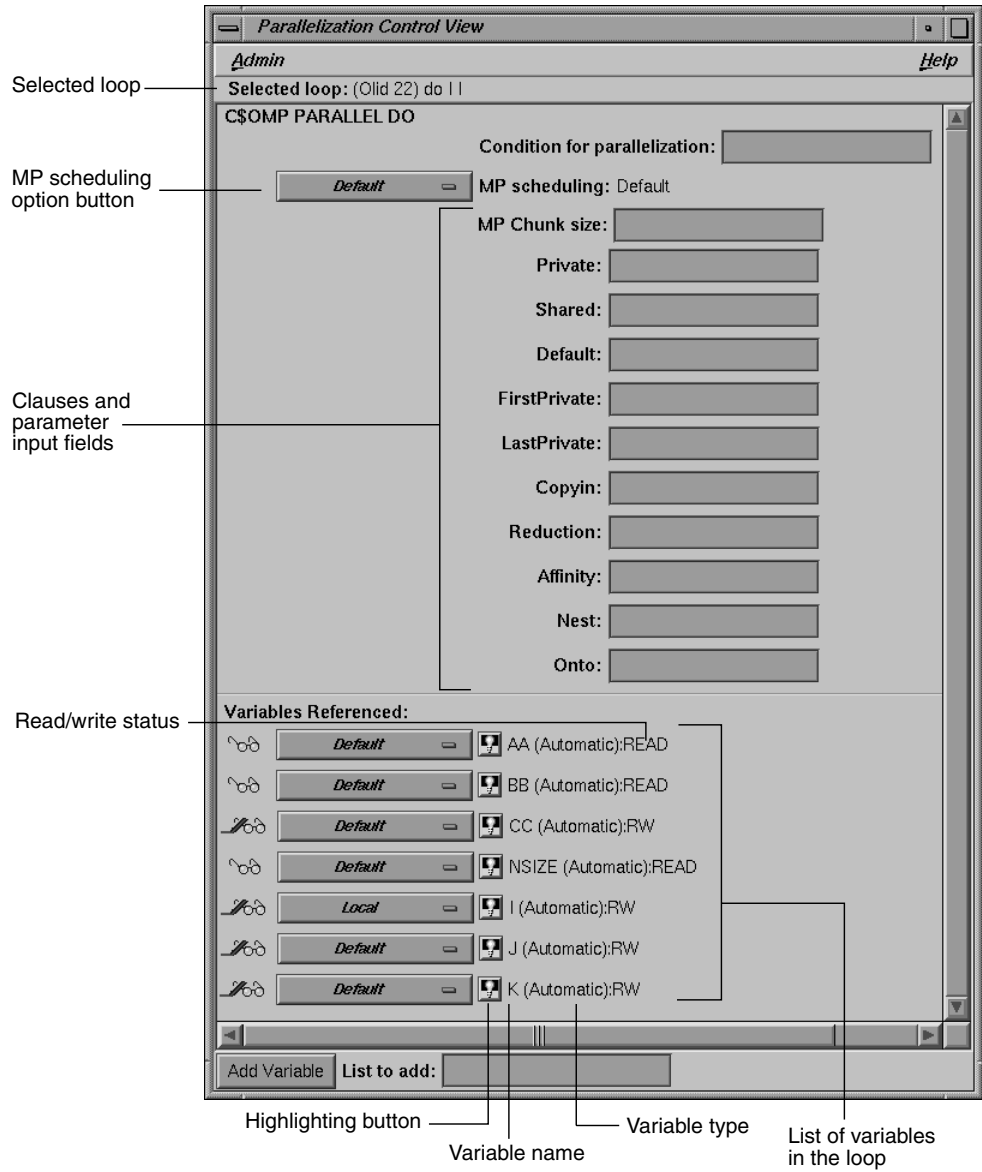 Parallelization Control View
Admin Help
Selected loop
Selected loop: (Olid 22) do I I
C$OMP PARALLEL DO
Condition for parallelization:
MP scheduling
option button
Default MP scheduling: Default
MP Chunk size:
Private:
Shared:
Default:
FirstPrivate:
LastPrivate:
Copyin:
Reduction:
Affinity:
Nest:
Onto:
Clauses and
parameter
input fields
Variables Referenced:
Read/write status
Default AA (Automatic):READ
Default BB (Automatic):READ
Default CC (Automatic):RW
Default NSIZE (Automatic):READ
Local I (Automatic):RW
Default J (Automatic):RW
Default K (Automatic):RW
Add Variable List to add:
Highlighting button
Variable name
Variable type
List of variables
in the loop